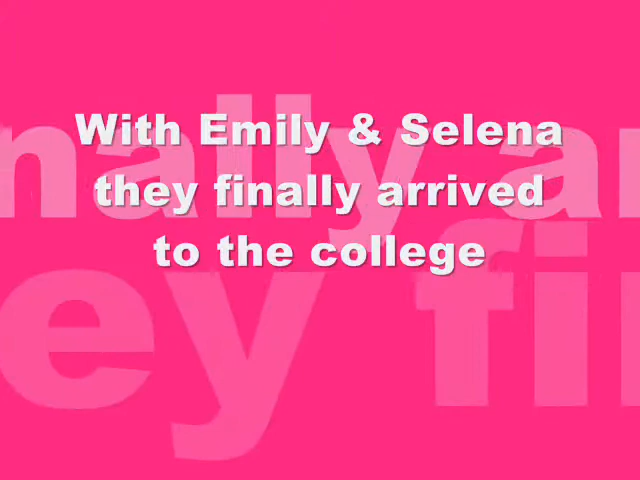 With Emily & Selena
they finally arrived
to the college